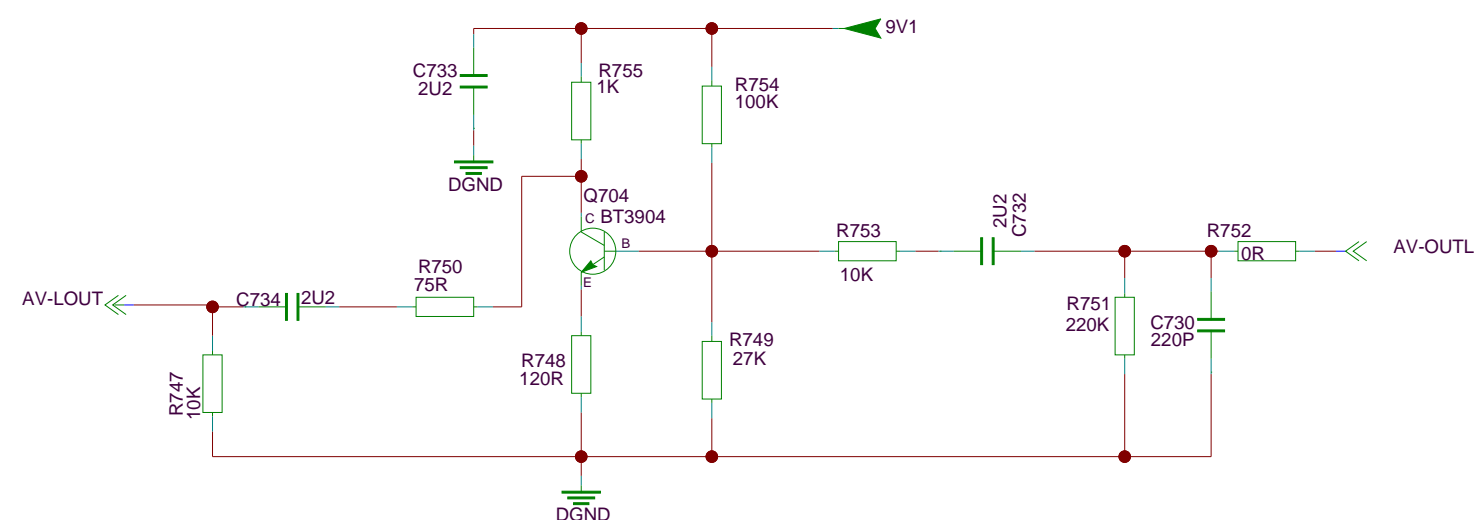 9V1
C733
2U2
R755
1K
R754
100K
DGND
Q704
C BT3904
B
E
R753
10K
2U2
C732
R752
0R
AV-OUTL
R750
75R
AV-LOUT
C734
2U2
R751
220K
C730
220P
R748
120R
R749
27K
R747
10K
DGND